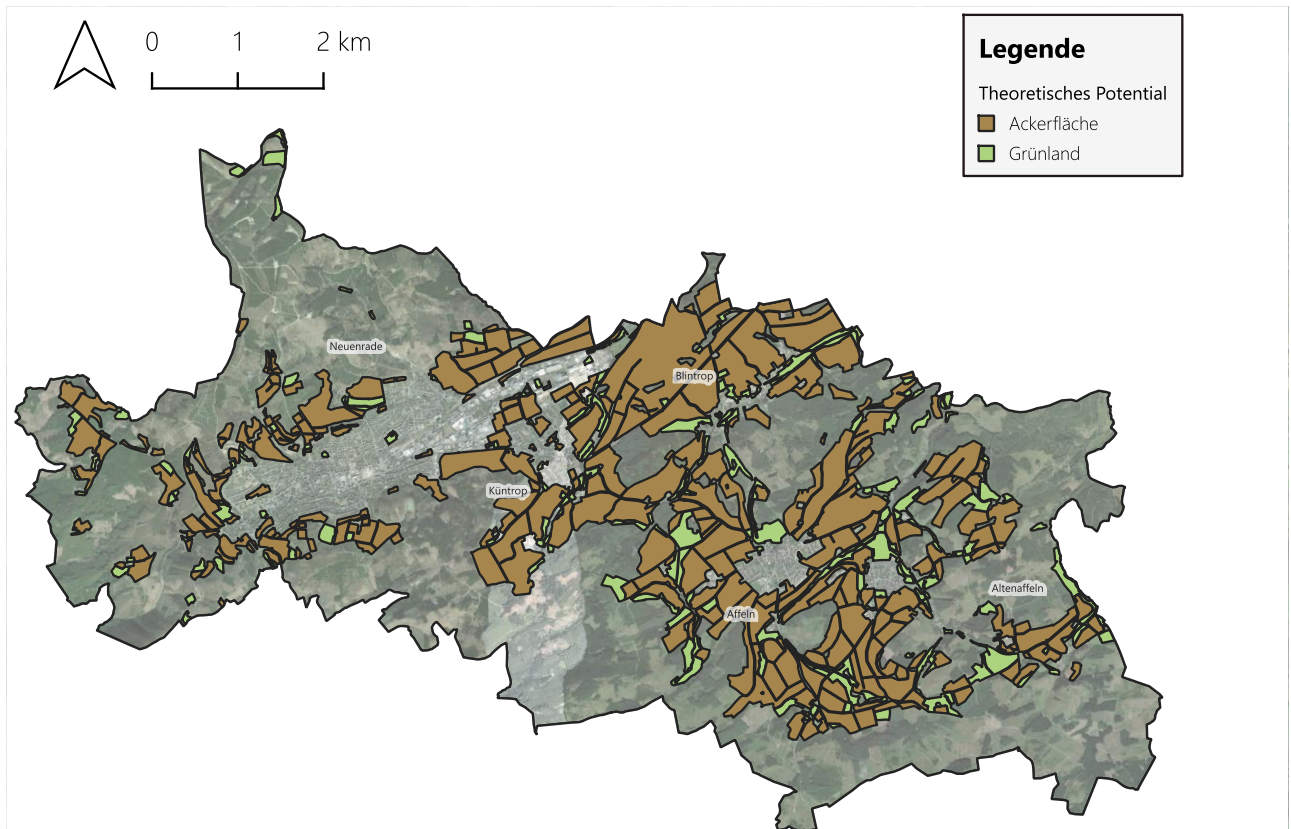 0 1 2 km
Legende
Theoretisches Potential
Ackerfläche
Grünland
Neuenrade
Blintrop
Küntrop
Altenaffeln
Affeln